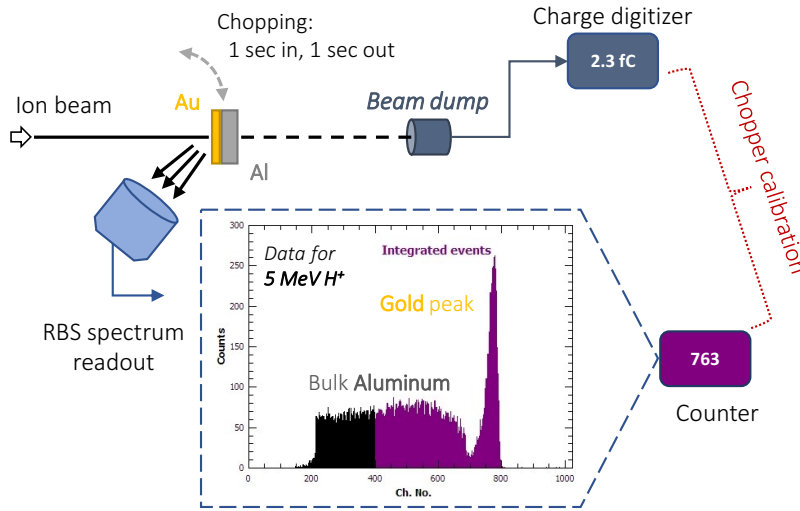 Chopping:
1 sec in, 1 sec out
Charge digitizer
2.3 fC
Ion beam
Au
Al
Beam dump
Chopper calibration
RBS spectrum
readout
Data for
5 MeV H⁺
Integrated events
Gold peak
Bulk Aluminum
Counts
300
250
200
150
100
50
0
0
200
400
600
800
1000
Ch. No.
763
Counter